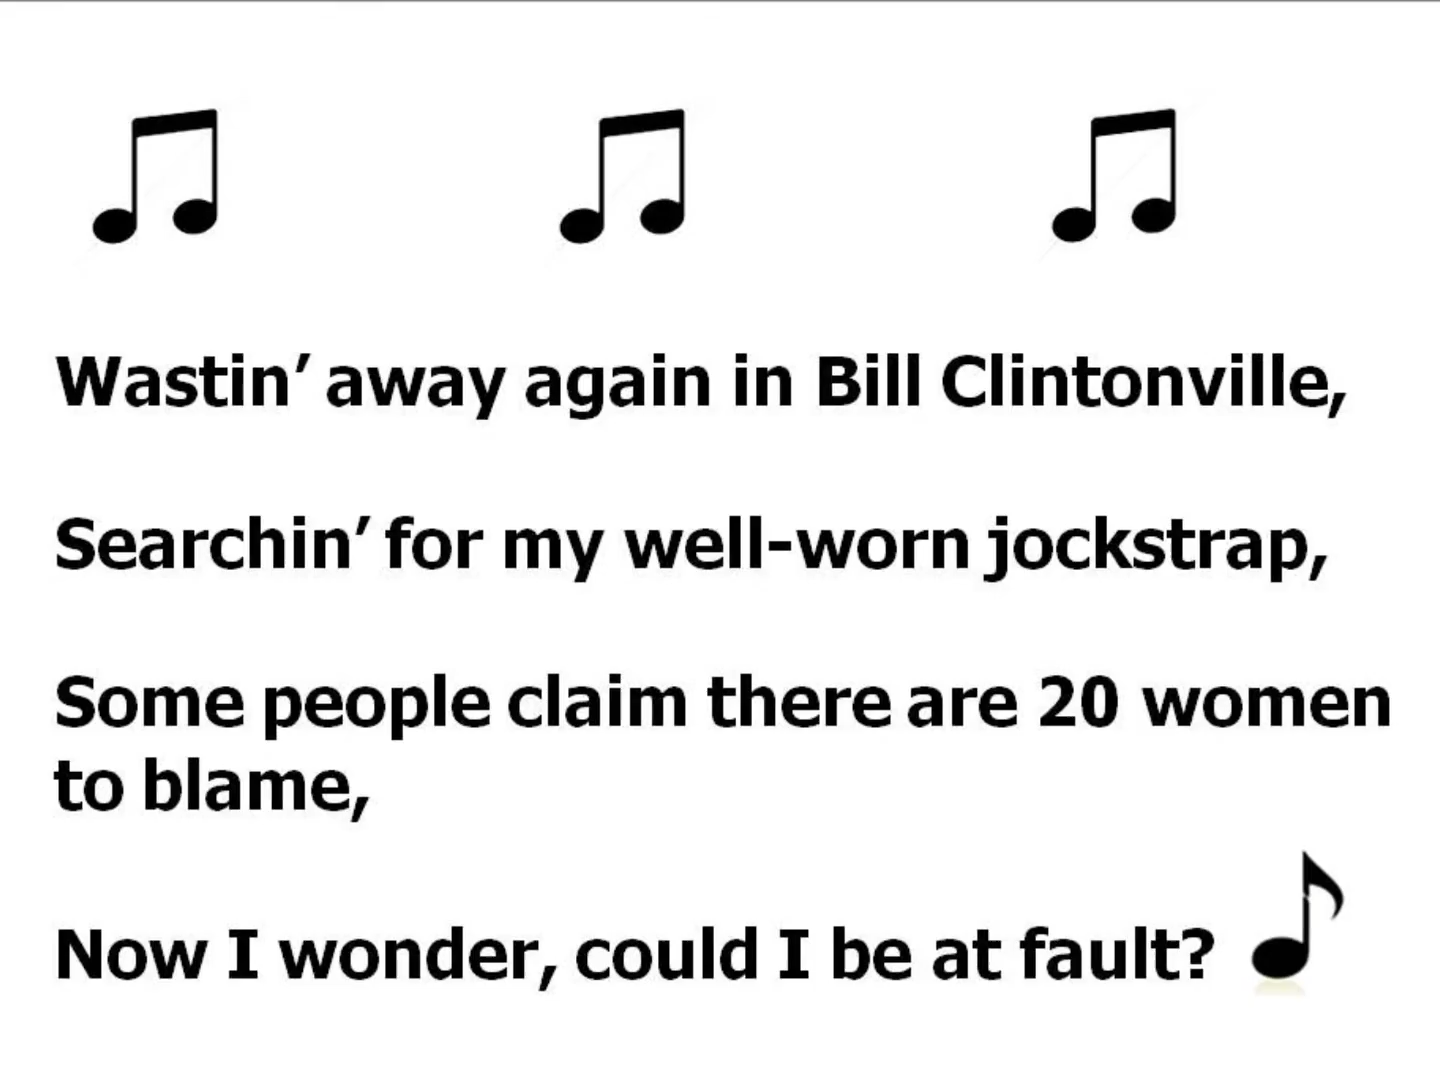 Wastin’ away again in Bill Clintonville,
Searchin’ for my well-worn jockstrap,
Some people claim there are 20 women
to blame,
Now I wonder, could I be at fault?